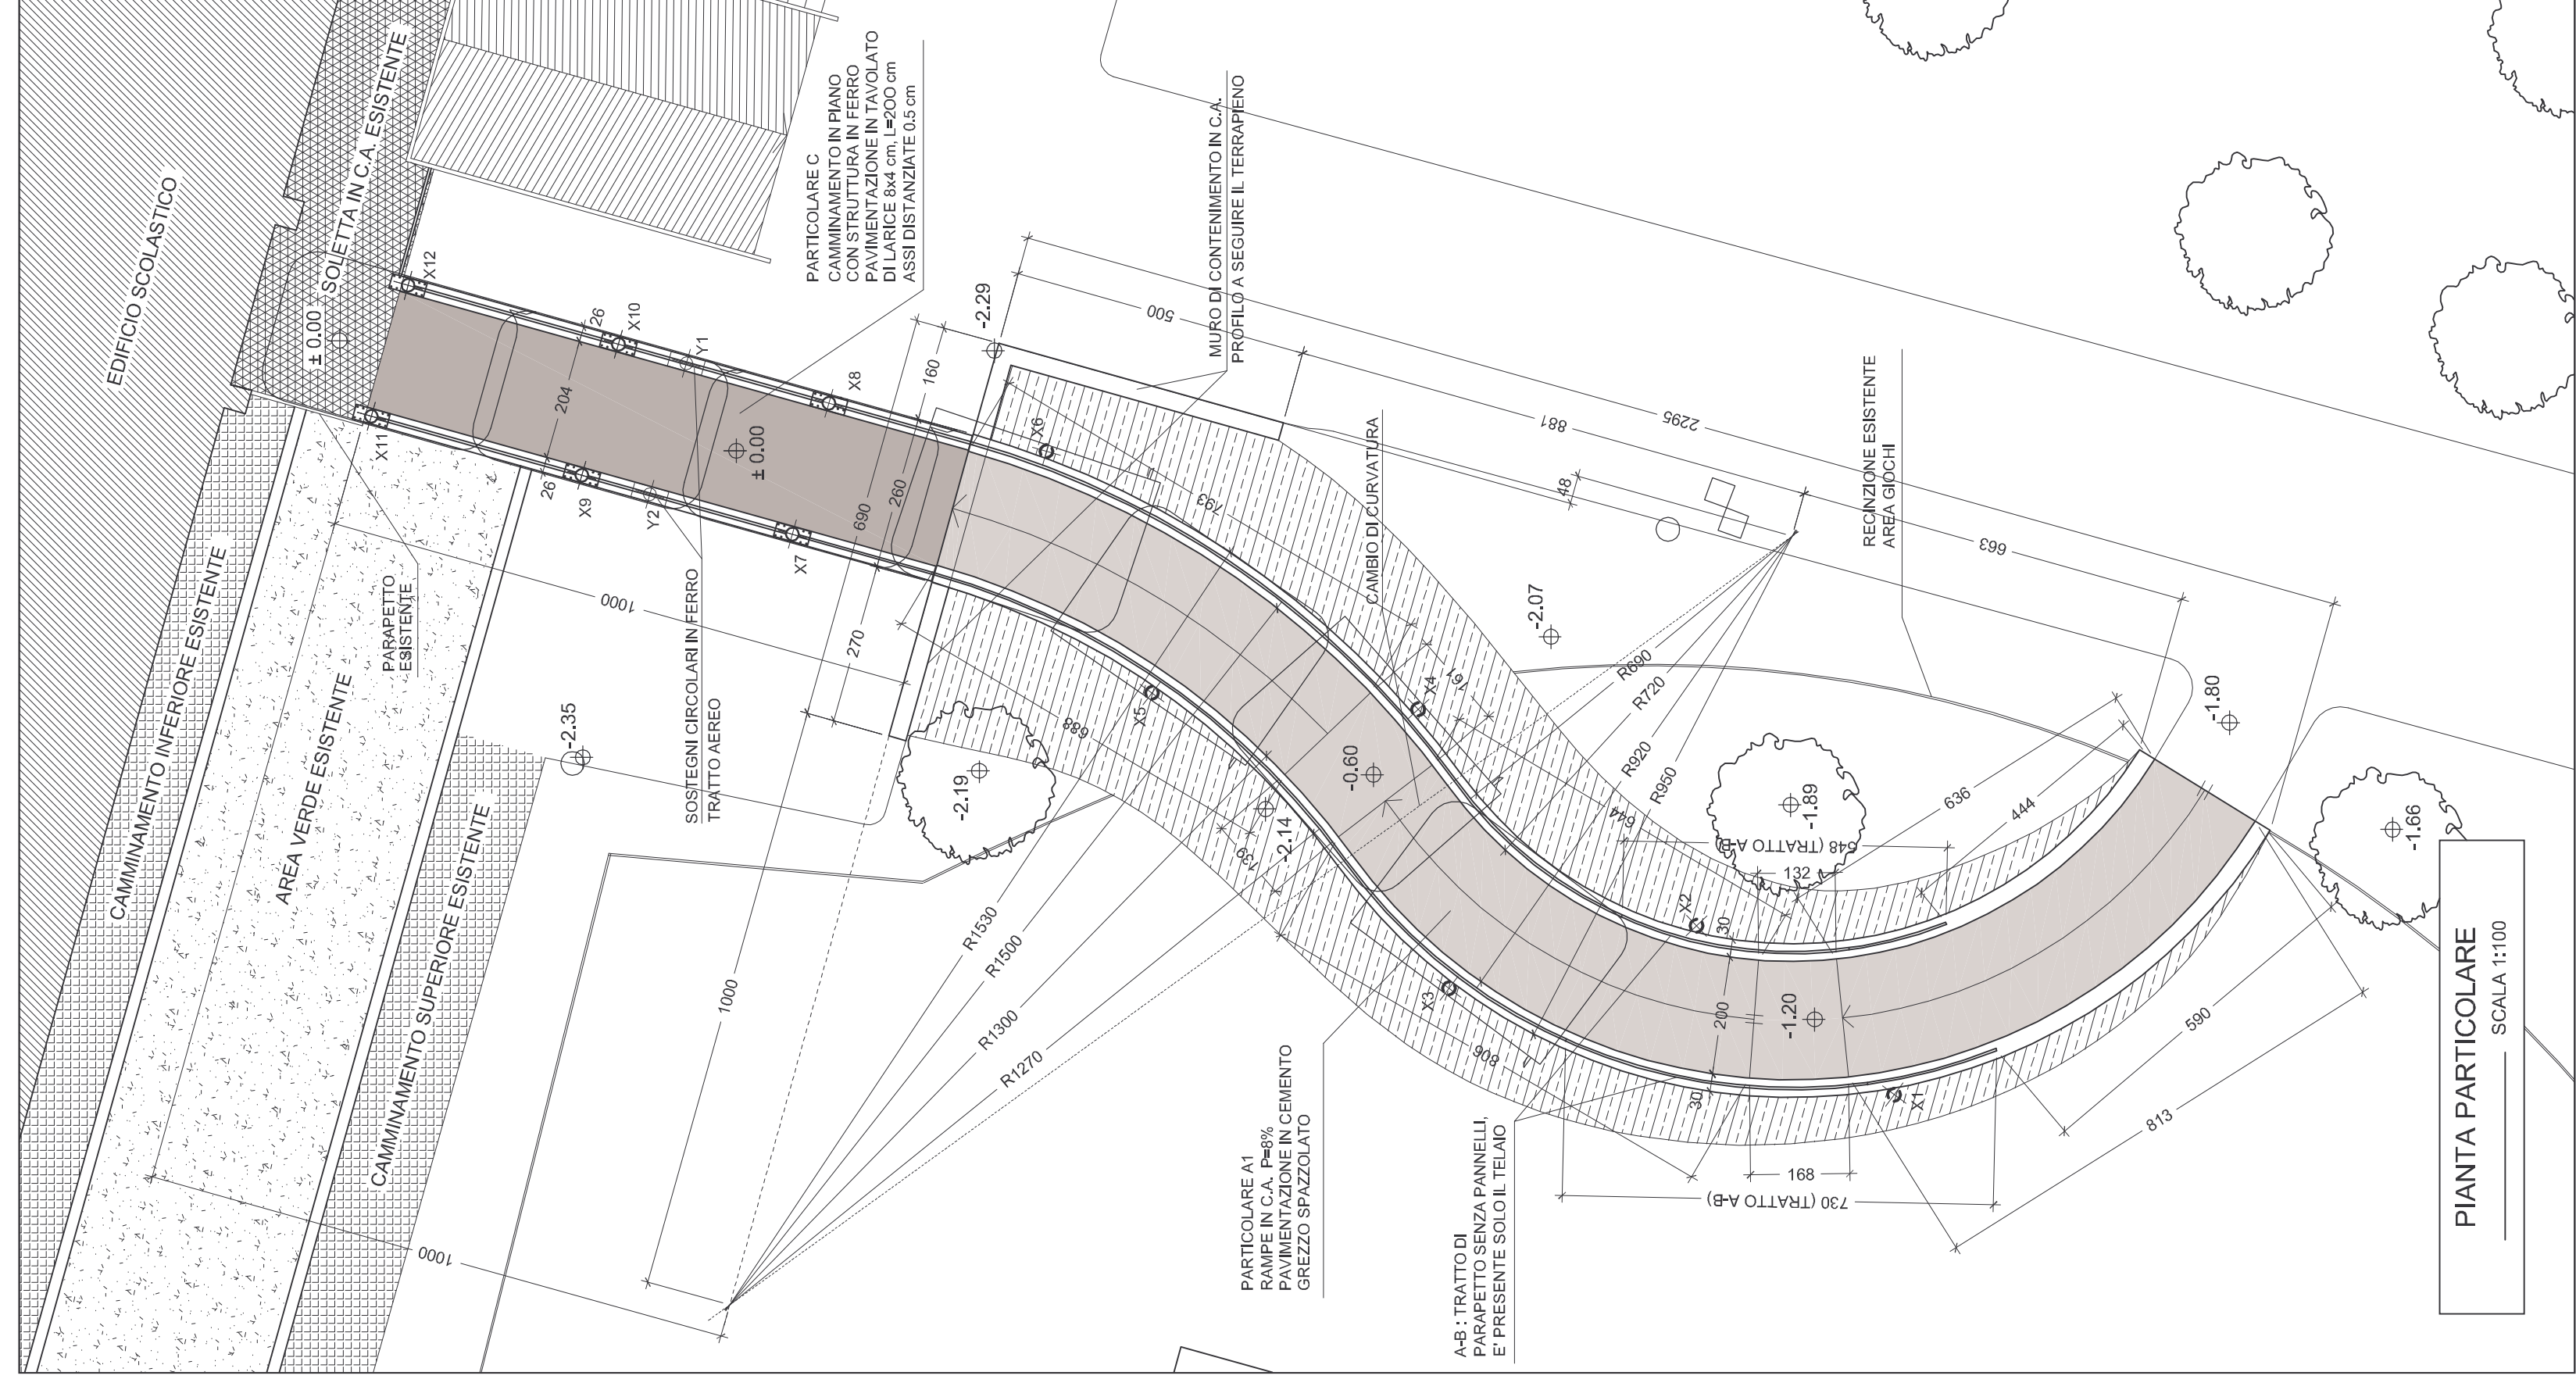 EDIFICIO SCOLASTICO
± 0.00
SOLETTA IN C.A. ESISTENTE
CAMMINAMENTO INFERIORE ESISTENTE
AREA VERDE ESISTENTE
CAMMINAMENTO SUPERIORE ESISTENTE
PARAPETTO
ESISTENTE
X12
X11
26
X10
204
26
X9
Y1
Y2
X8
X7
± 0.00
PARTICOLARE C
CAMMINAMENTO IN PIANO
CON STRUTTURA IN FERRO
PAVIMENTAZIONE IN TAVOLATO
DI LARICE 8x4 cm, L=200 cm
ASSI DISTANZIATE 0.5 cm
SOSTEGNI CIRCOLARI IN FERRO
TRATTO AEREO
1000
1000
1000
-2.35
-2.29
160
690
260
270
X6
X5
MURO DI CONTENIMENTO IN C.A.
PROFILO A SEGUIRE IL TERRAPIENO
500
881
2295
663
48
793
688
CAMBIO DI CURVATURA
X4
161
139
-2.19
-2.14
-0.60
-2.07
RECINZIONE ESISTENTE
AREA GIOCHI
R690
R720
R920
R950
R1530
R1500
R1300
R1270
644
548 (TRATTO A-B)
132
-1.89
636
444
-1.80
-1.66
X2
30
X3
200
-1.20
30
X1
806
168
730 (TRATTO A-B)
590
813
PARTICOLARE A1
RAMPE IN C.A. P=8%
PAVIMENTAZIONE IN CEMENTO
GREZZO SPAZZOLATO
A-B : TRATTO DI
PARAPETTO SENZA PANNELLI,
E' PRESENTE SOLO IL TELAIO
PIANTA PARTICOLARE
SCALA 1:100